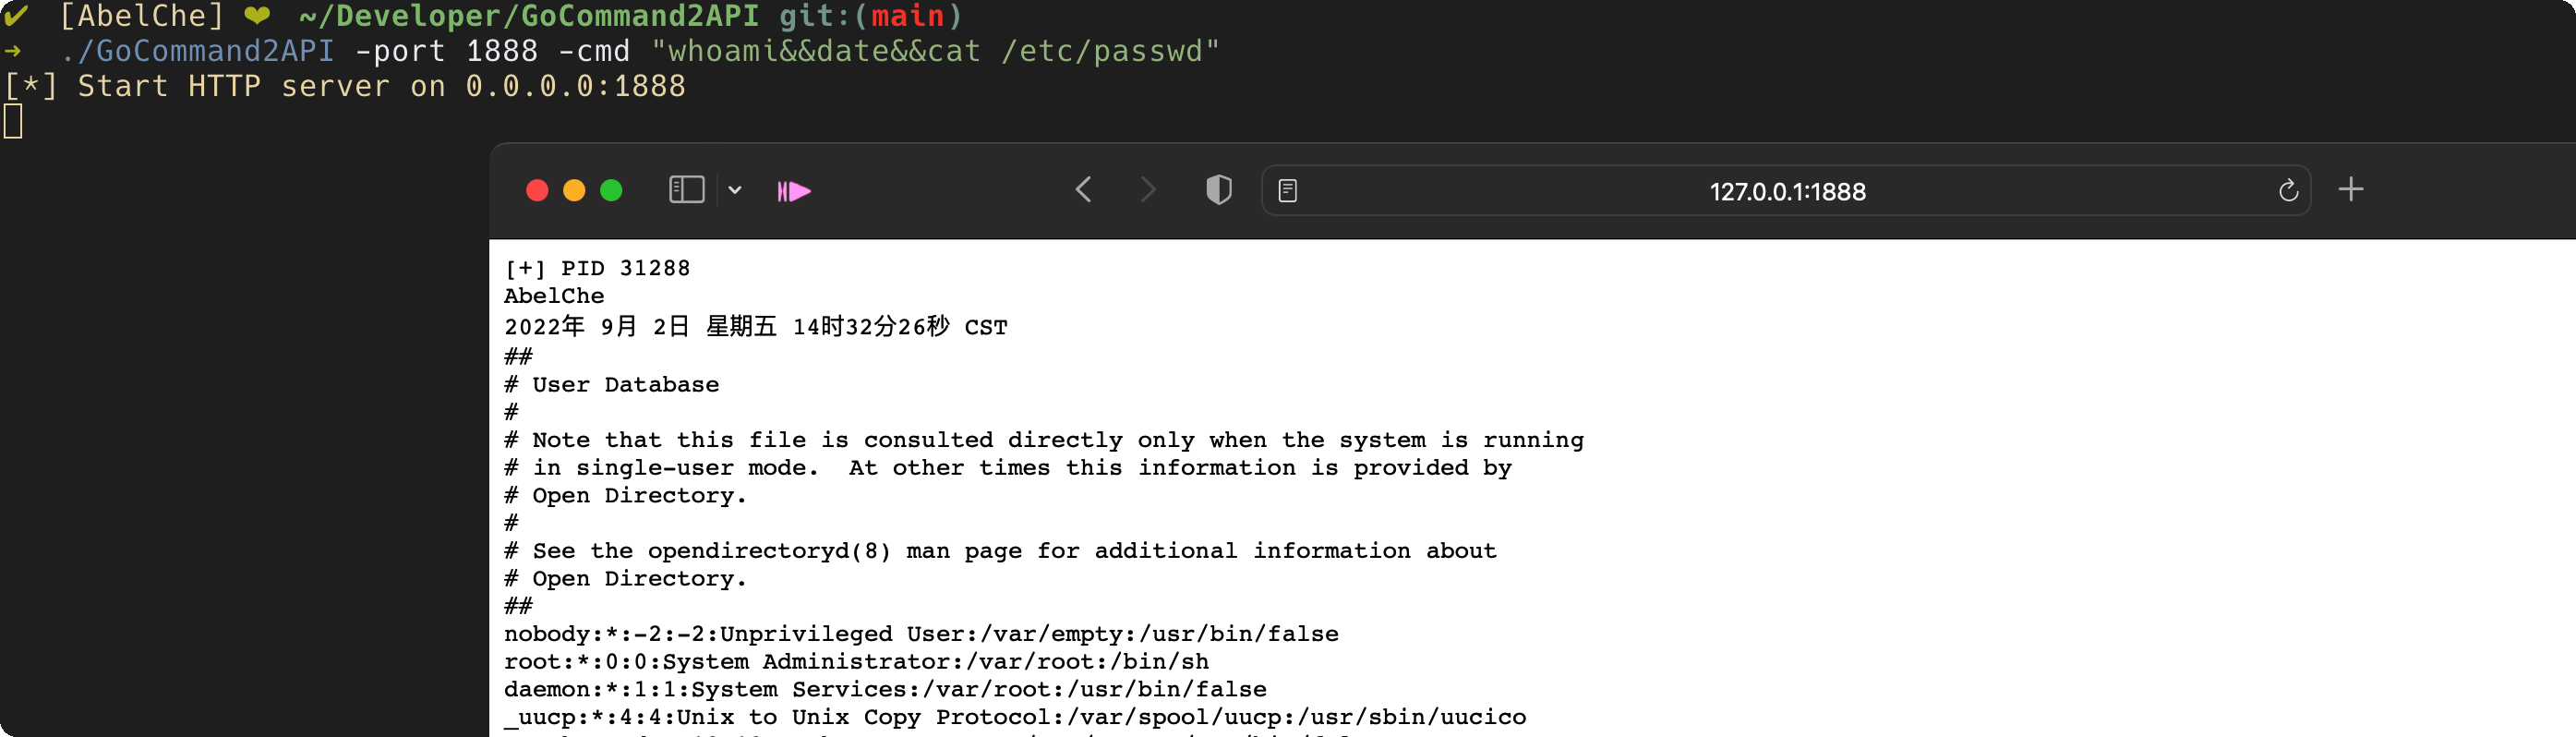 ✔ [AbelChe] ❤ ~/Developer/GoCommand2API git:(main)
→ ./GoCommand2API -port 1888 -cmd "whoami&&date&&cat /etc/passwd"
[*] Start HTTP server on 0.0.0.0:1888
127.0.0.1:1888
[+] PID 31288
AbelChe
2022年 9月 2日 星期五 14时32分26秒 CST
##
# User Database
#
# Note that this file is consulted directly only when the system is running
# in single-user mode.  At other times this information is provided by
# Open Directory.
#
# See the opendirectoryd(8) man page for additional information about
# Open Directory.
##
nobody:*:-2:-2:Unprivileged User:/var/empty:/usr/bin/false
root:*:0:0:System Administrator:/var/root:/bin/sh
daemon:*:1:1:System Services:/var/root:/usr/bin/false
_uucp:*:4:4:Unix to Unix Copy Protocol:/var/spool/uucp:/usr/sbin/uucico